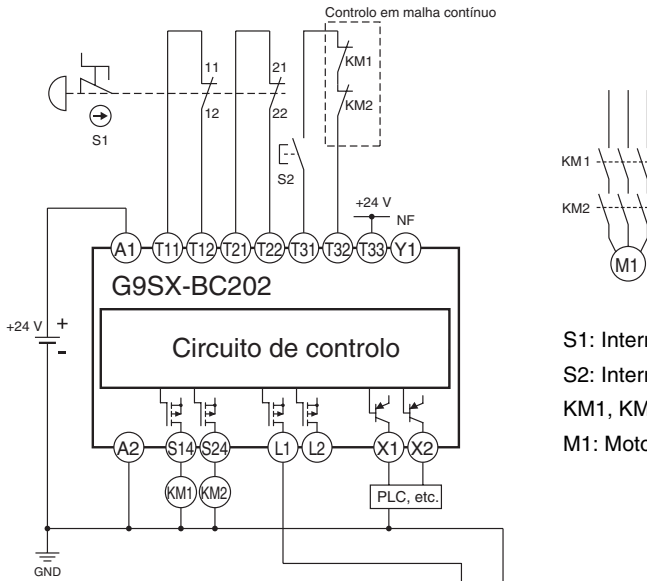 Controlo em malha contínuo
KM1
KM2
11
12
21
22
S1
S2
+24 V
NF
A1
T11
T12
T21
T22
T31
T32
T33
Y1
G9SX-BC202
Circuito de controlo
+24 V
+
-
A2
S14
S24
L1
L2
X1
X2
KM1
KM2
PLC, etc.
GND
KM1
KM2
M1
S1: Interr
S2: Interr
KM1, KM
M1: Moto